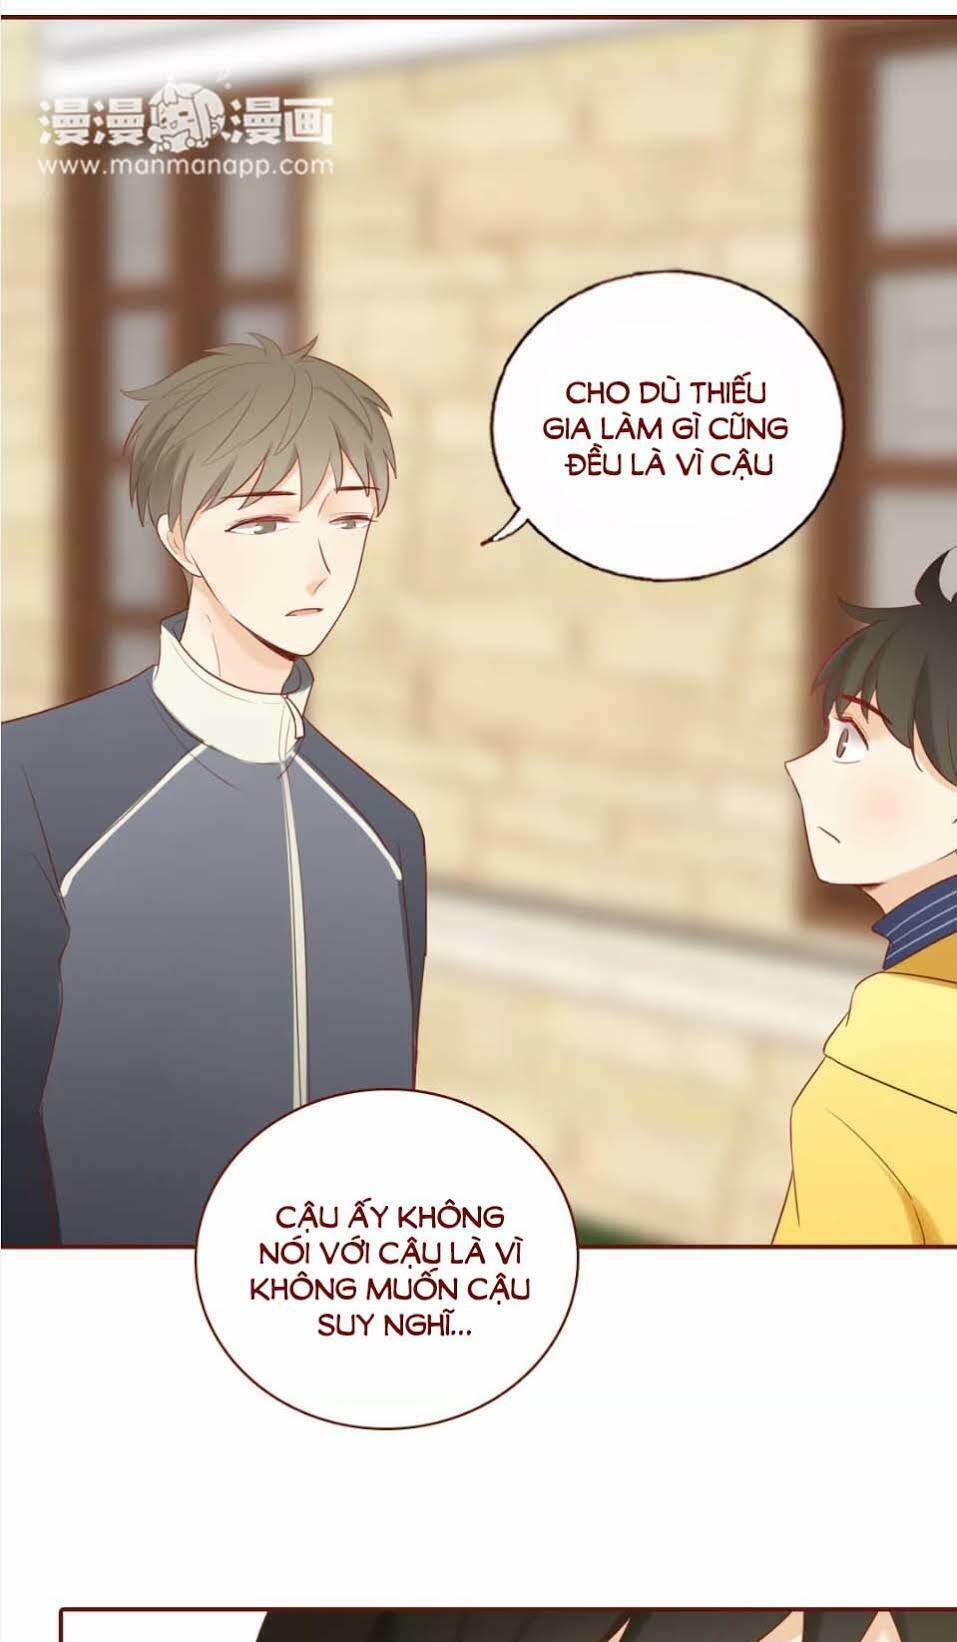 漫漫漫画
www.manmanapp.com
CHO DÙ THIẾU
GIA LÀM GÌ CŨNG
ĐỀU LÀ VÌ CẬU
CẬU ẤY KHÔNG
NÓI VỚI CẬU LÀ VÌ
KHÔNG MUỐN CẬU
SUY NGHĨ...